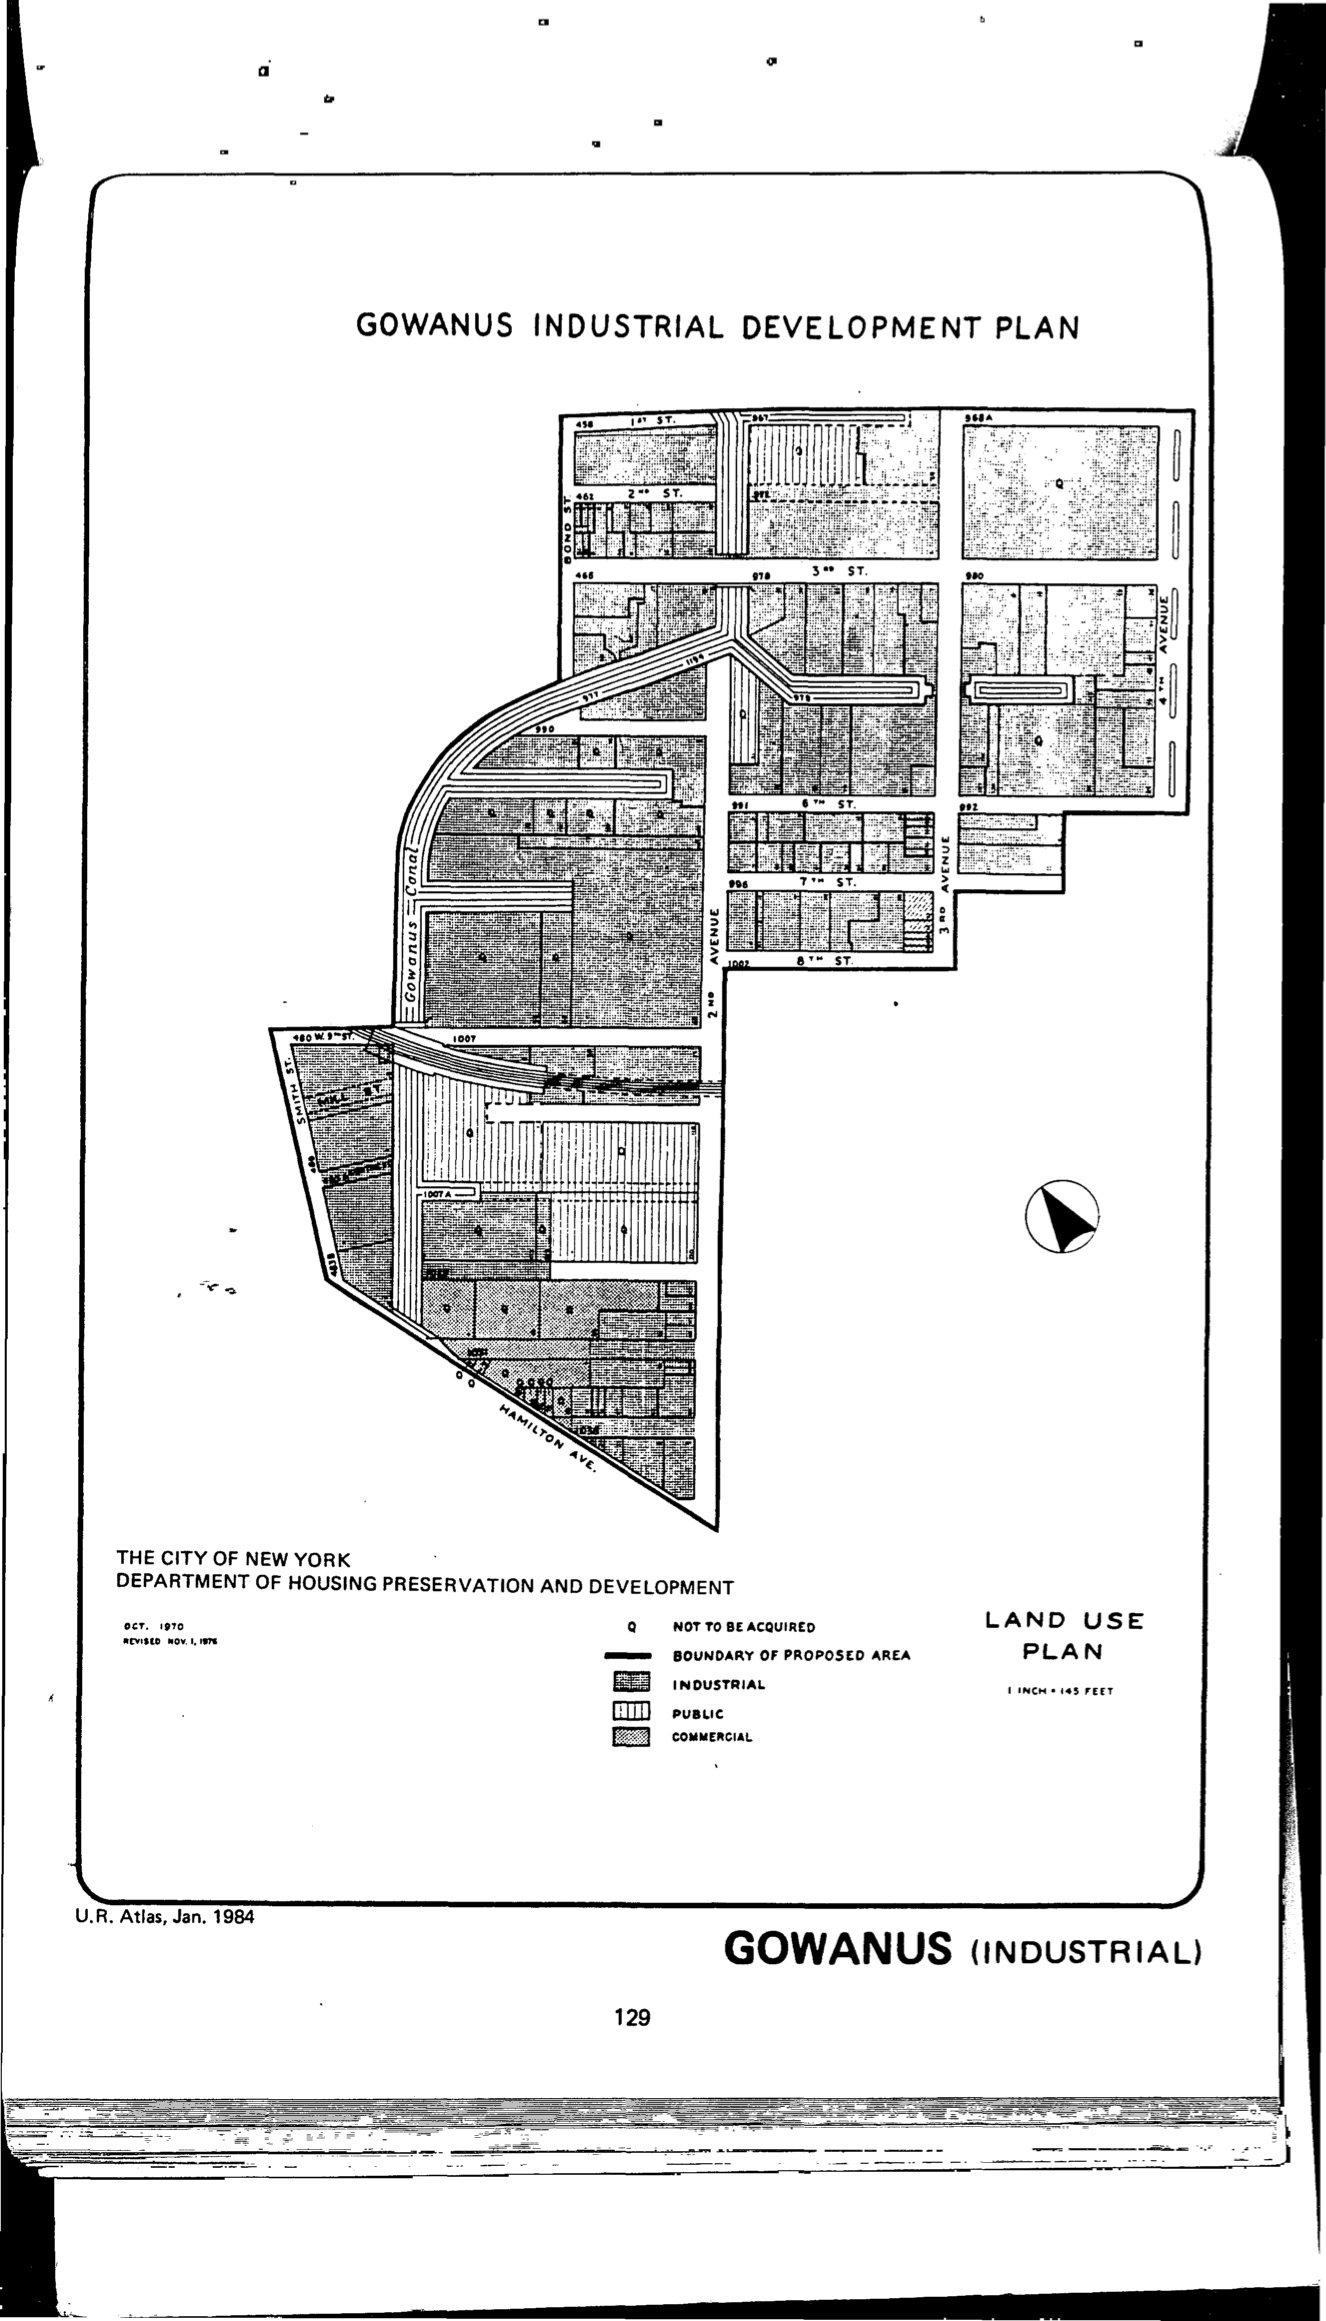 GOWANUS INDUSTRIAL DEVELOPMENT PLAN
458 1ST ST. 967 968A
462 2ND ST. 972
BOND ST.
3RD ST.
465 978 980
4TH AVENUE
1194
977 978
990
991 6TH ST. 992
Gowanus Canal
996 7TH ST.
3RD AVENUE
2ND AVENUE
1002 8TH ST.
480 W. 9TH ST. 1007
SMITH ST.
MILL ST.
1007A
HAMILTON AVE.
THE CITY OF NEW YORK
DEPARTMENT OF HOUSING PRESERVATION AND DEVELOPMENT
OCT. 1970
REVISED NOV. 1, 1976
Q NOT TO BE ACQUIRED
BOUNDARY OF PROPOSED AREA
INDUSTRIAL
PUBLIC
COMMERCIAL
LAND USE
PLAN
1 INCH = 145 FEET
U.R. Atlas, Jan. 1984
GOWANUS (INDUSTRIAL)
129